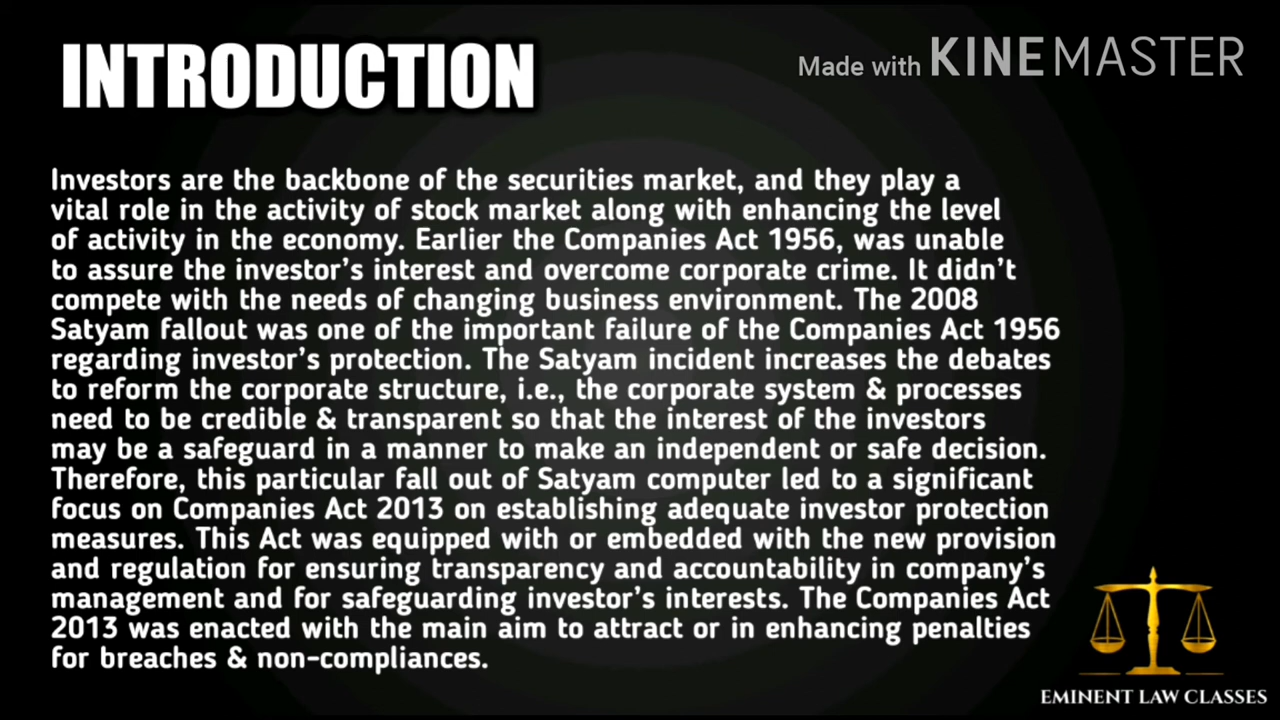 INTRODUCTION
Made with KINEMASTER
Investors are the backbone of the securities market, and they play a
vital role in the activity of stock market along with enhancing the level
of activity in the economy. Earlier the Companies Act 1956, was unable
to assure the investor's interest and overcome corporate crime. It didn't
compete with the needs of changing business environment. The 2008
Satyam fallout was one of the important failure of the Companies Act 1956
regarding investor's protection. The Satyam incident increases the debates
to reform the corporate structure, i.e., the corporate system & processes
need to be credible & transparent so that the interest of the investors
may be a safeguard in a manner to make an independent or safe decision.
Therefore, this particular fall out of Satyam computer led to a significant
focus on Companies Act 2013 on establishing adequate investor protection
measures. This Act was equipped with or embedded with the new provision
and regulation for ensuring transparency and accountability in company's
management and for safeguarding investor's interests. The Companies Act
2013 was enacted with the main aim to attract or in enhancing penalties
for breaches & non-compliances.
EMINENT LAW CLASSES